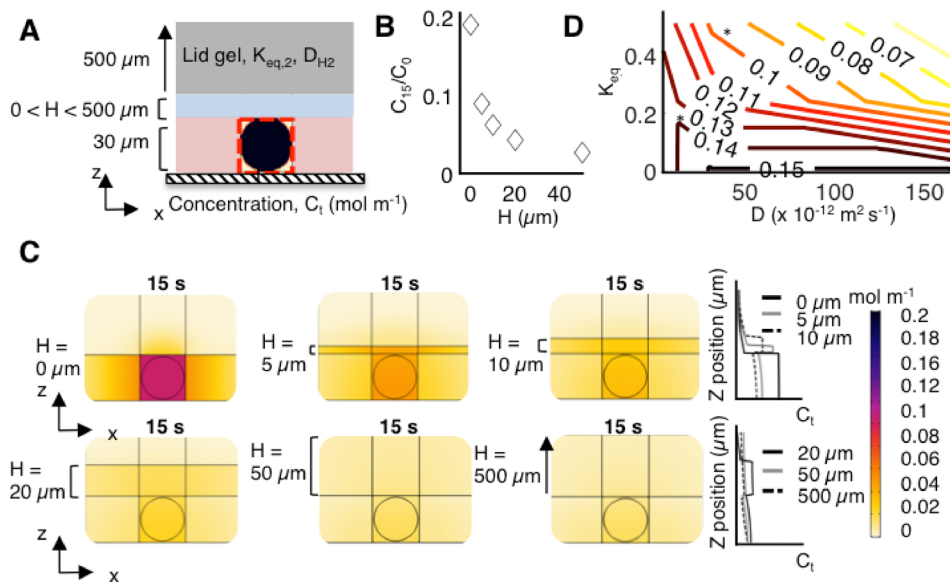 A
500 µm
Lid gel, Keq,2, DH2
0 < H < 500 µm
30 µm
z
x
Concentration, Ct (mol m-1)
B
C15/C0
0.2
0.1
0
0 20 40
H (µm)
D
Keq
0.4
0.2
0
*
*
0.07
0.08
0.09
0.1
0.11
0.12
0.13
0.14
0.15
50 100 150
D (x 10-12 m2 s-1)
C
15 s
H =
0 µm
z
x
15 s
H =
5 µm
15 s
H =
10 µm
Z position (µm)
0 µm
5 µm
10 µm
Ct
15 s
H =
20 µm
z
x
15 s
H =
50 µm
15 s
H =
500 µm
Z position (µm)
20 µm
50 µm
500 µm
Ct
mol m-1
0.2
0.18
0.16
0.14
0.12
0.1
0.08
0.06
0.04
0.02
0